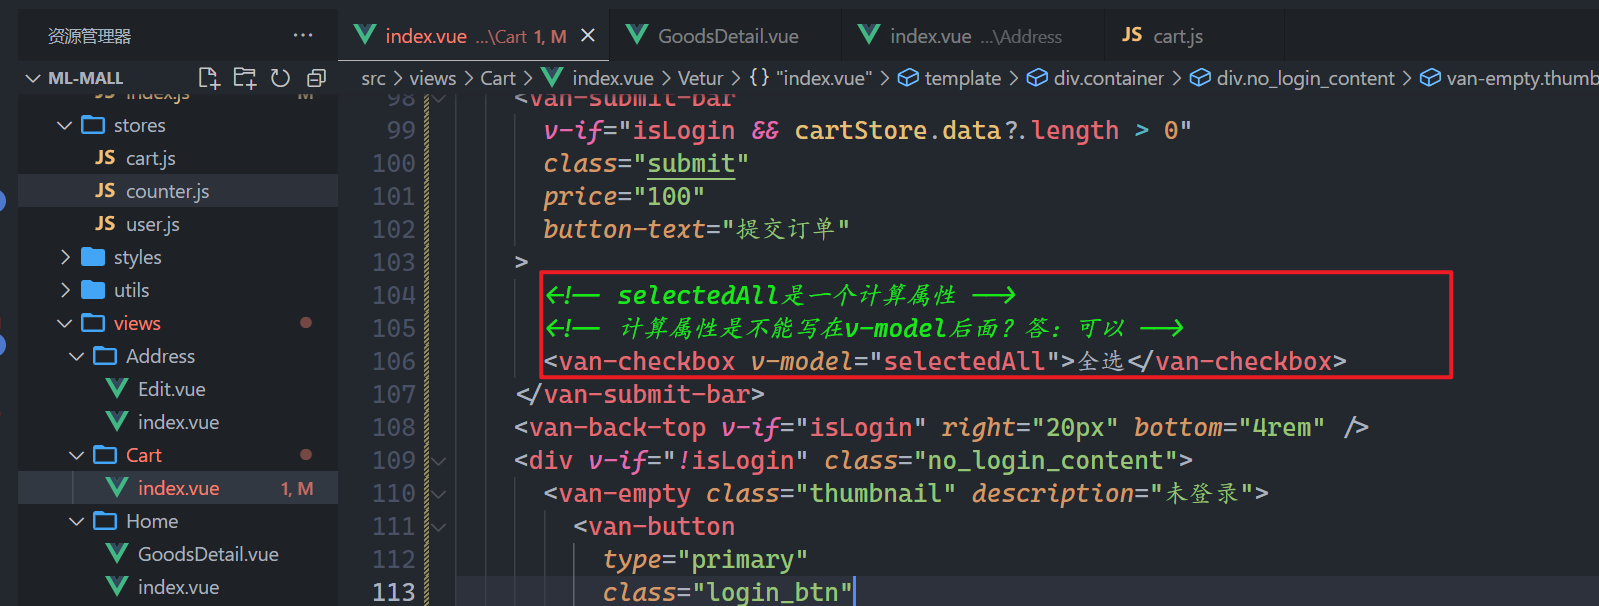 资源管理器 ···
index.vue ...\Cart 1, M ×
GoodsDetail.vue
index.vue ...\Address
JS cart.js
ML-MALL
src > views > Cart > index.vue > Vetur > {} "index.vue" > template > div.container > div.no_login_content > van-empty.thumb
JS index.js M
stores
JS cart.js
JS counter.js
JS user.js
styles
utils
views
Address
Edit.vue
index.vue
Cart
index.vue 1, M
Home
GoodsDetail.vue
index.vue
98 <van-submit-bar
99 v-if="isLogin && cartStore.data?.length > 0"
100 class="submit"
101 price="100"
102 button-text="提交订单"
103 >
104 <!-- selectedAll是一个计算属性 -->
105 <!-- 计算属性是不能写在v-model后面? 答: 可以 -->
106 <van-checkbox v-model="selectedAll">全选</van-checkbox>
107 </van-submit-bar>
108 <van-back-top v-if="isLogin" right="20px" bottom="4rem" />
109 <div v-if="!isLogin" class="no_login_content">
110 <van-empty class="thumbnail" description="未登录">
111 <van-button
112 type="primary"
113 class="login_btn"